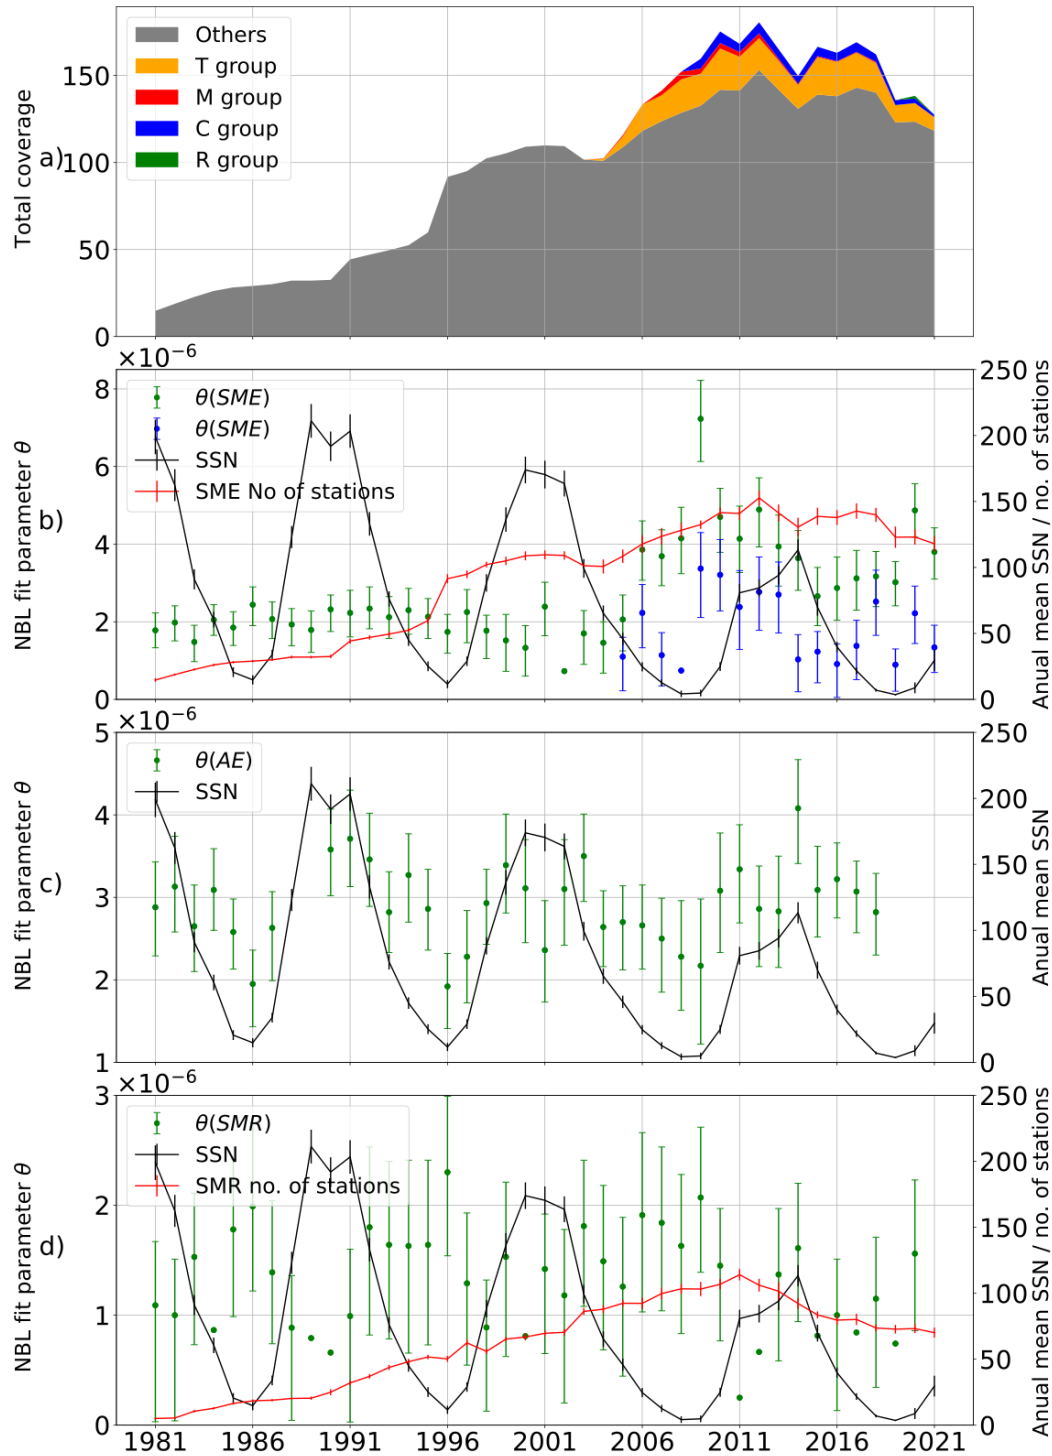 Others
T group
M group
C group
R group
150
100
50
0
Total coverage
a)
×10⁻⁶
θ(SME)
θ(SME)
SSN
SME No of stations
8
6
4
2
0
NBL fit parameter θ
b)
250
200
150
100
50
0
Anual mean SSN / no. of stations
×10⁻⁶
θ(AE)
SSN
5
4
3
2
1
NBL fit parameter θ
c)
250
200
150
100
50
0
Anual mean SSN
×10⁻⁶
θ(SMR)
SSN
SMR no. of stations
3
2
1
0
NBL fit parameter θ
d)
250
200
150
100
50
0
Anual mean SSN / no. of stations
1981 1986 1991 1996 2001 2006 2011 2016 2021